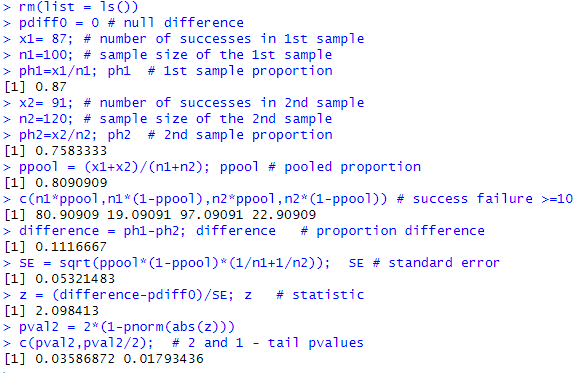 > rm(list = ls())
> pdiff0 = 0 # null difference
> x1= 87; # number of successes in 1st sample
> n1=100; # sample size of the 1st sample
> ph1=x1/n1; ph1  # 1st sample proportion
[1] 0.87
> x2= 91; # number of successes in 2nd sample
> n2=120; # sample size of the 2nd sample
> ph2=x2/n2; ph2  # 2nd sample proportion
[1] 0.7583333
> ppool = (x1+x2)/(n1+n2); ppool # pooled proportion
[1] 0.8090909
> c(n1*ppool,n1*(1-ppool),n2*ppool,n2*(1-ppool)) # success failure >=10
[1] 80.90909 19.09091 97.09091 22.90909
> difference = ph1-ph2; difference   # proportion difference
[1] 0.1116667
> SE = sqrt(ppool*(1-ppool)*(1/n1+1/n2));  SE # standard error
[1] 0.05321483
> z = (difference-pdiff0)/SE; z   # statistic
[1] 2.098413
> pval2 = 2*(1-pnorm(abs(z)))
> c(pval2,pval2/2);  # 2 and 1 - tail pvalues
[1] 0.03586872 0.01793436